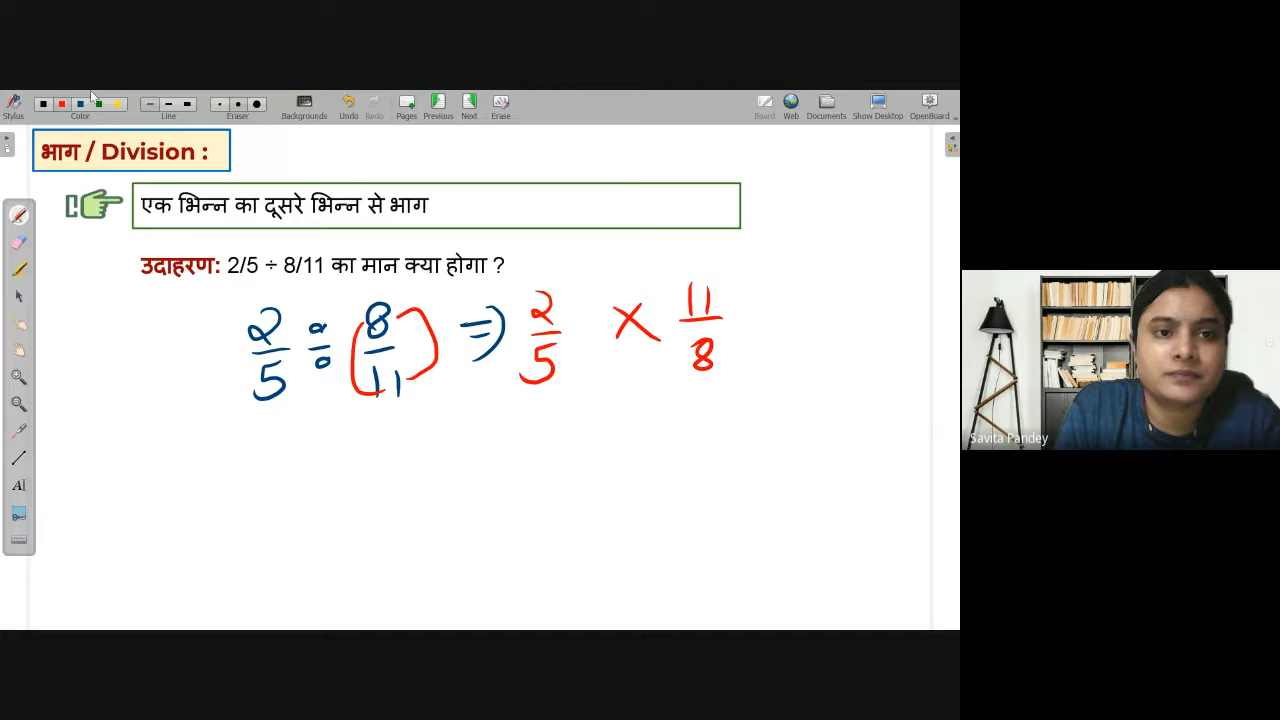 Stylus Color Line Eraser Backgrounds Undo Redo Pages Previous Next Erase Board Web Documents Show Desktop OpenBoard
भाग / Division :
एक भिन्न का दूसरे भिन्न से भाग
उदाहरण: 2/5 ÷ 8/11 का मान क्या होगा ?
2/5 ÷ (8/11) ⇒ 2/5 × 11/8
Savita Pandey